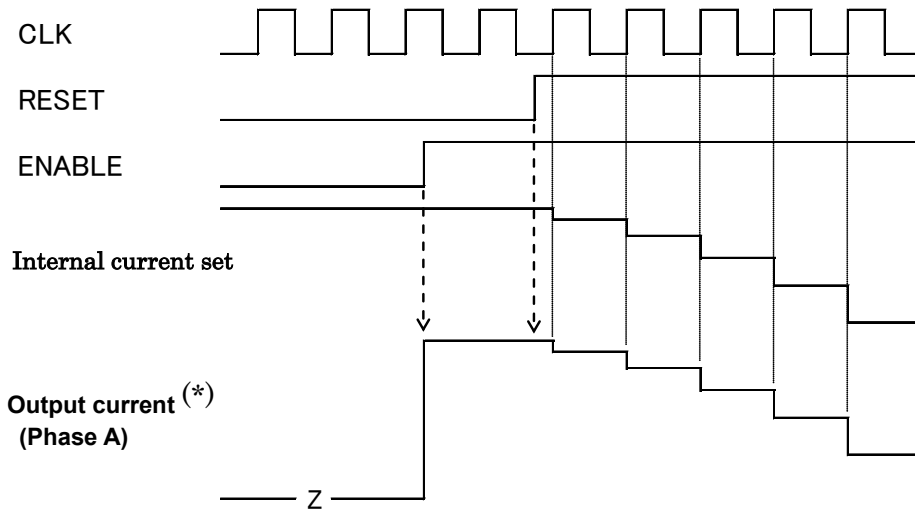 CLK
RESET
ENABLE
Internal current set
Output current (*)
(Phase A)
Z